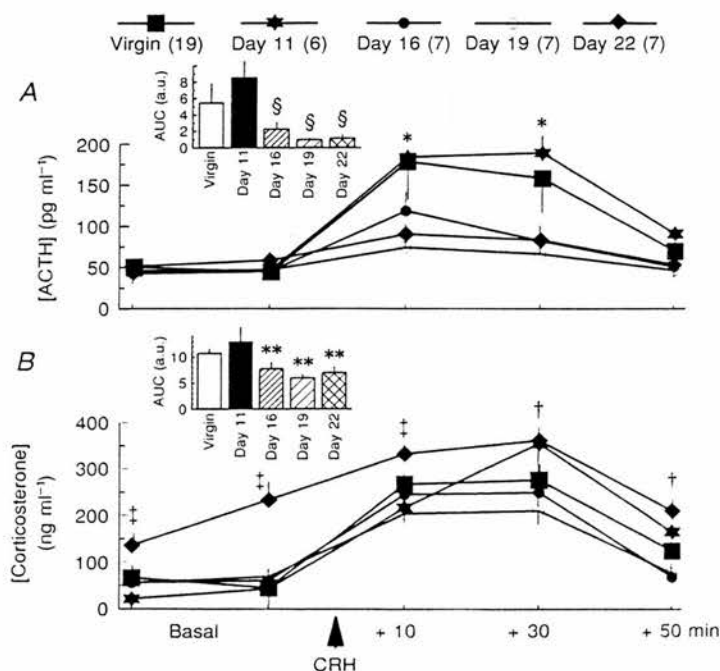 Virgin (19) Day 11 (6) Day 16 (7) Day 19 (7) Day 22 (7)
A
AUC (a.u.)
8
6
4
2
0
§ § §
Virgin
Day 11
Day 16
Day 19
Day 22
[ACTH] (pg ml⁻¹)
200
150
100
50
0
* *
B
AUC (a.u.)
10
5
0
** ** **
Virgin
Day 11
Day 16
Day 19
Day 22
[Corticosterone]
(ng ml⁻¹)
400
300
200
100
0
‡ ‡ ‡ † †
Basal + 10 + 30 + 50 min
CRH